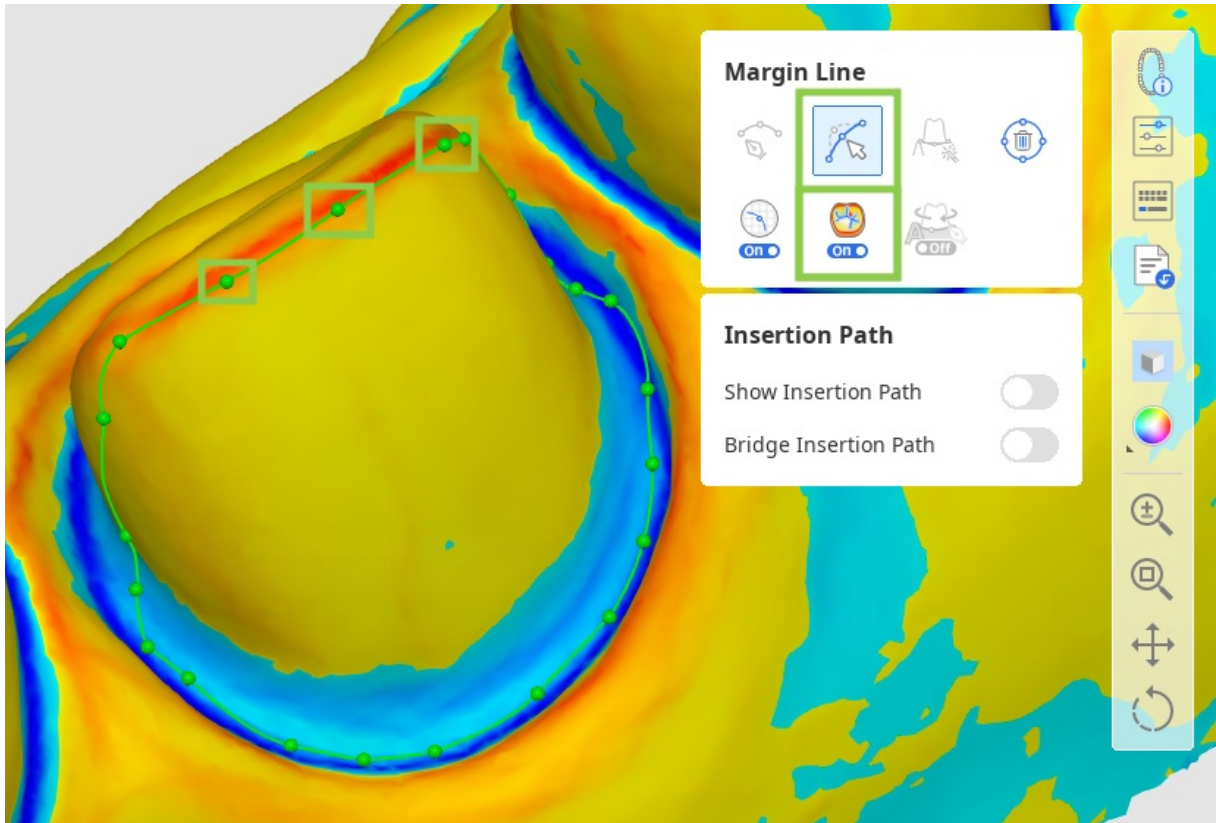 Margin Line
On
On
A
Off
Insertion Path
Show Insertion Path
Bridge Insertion Path